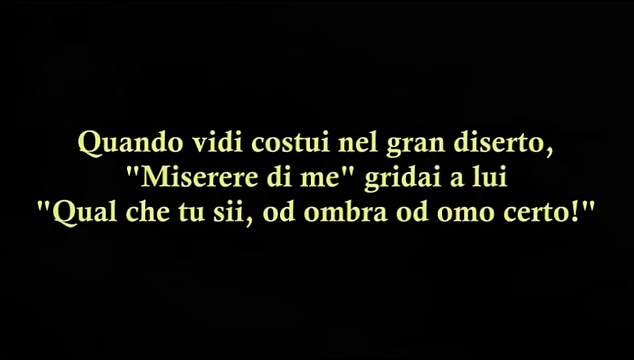 Quando vidi costui nel gran diserto,
"Miserere di me" gridai a lui
"Qual che tu sii, od ombra od omo certo!"